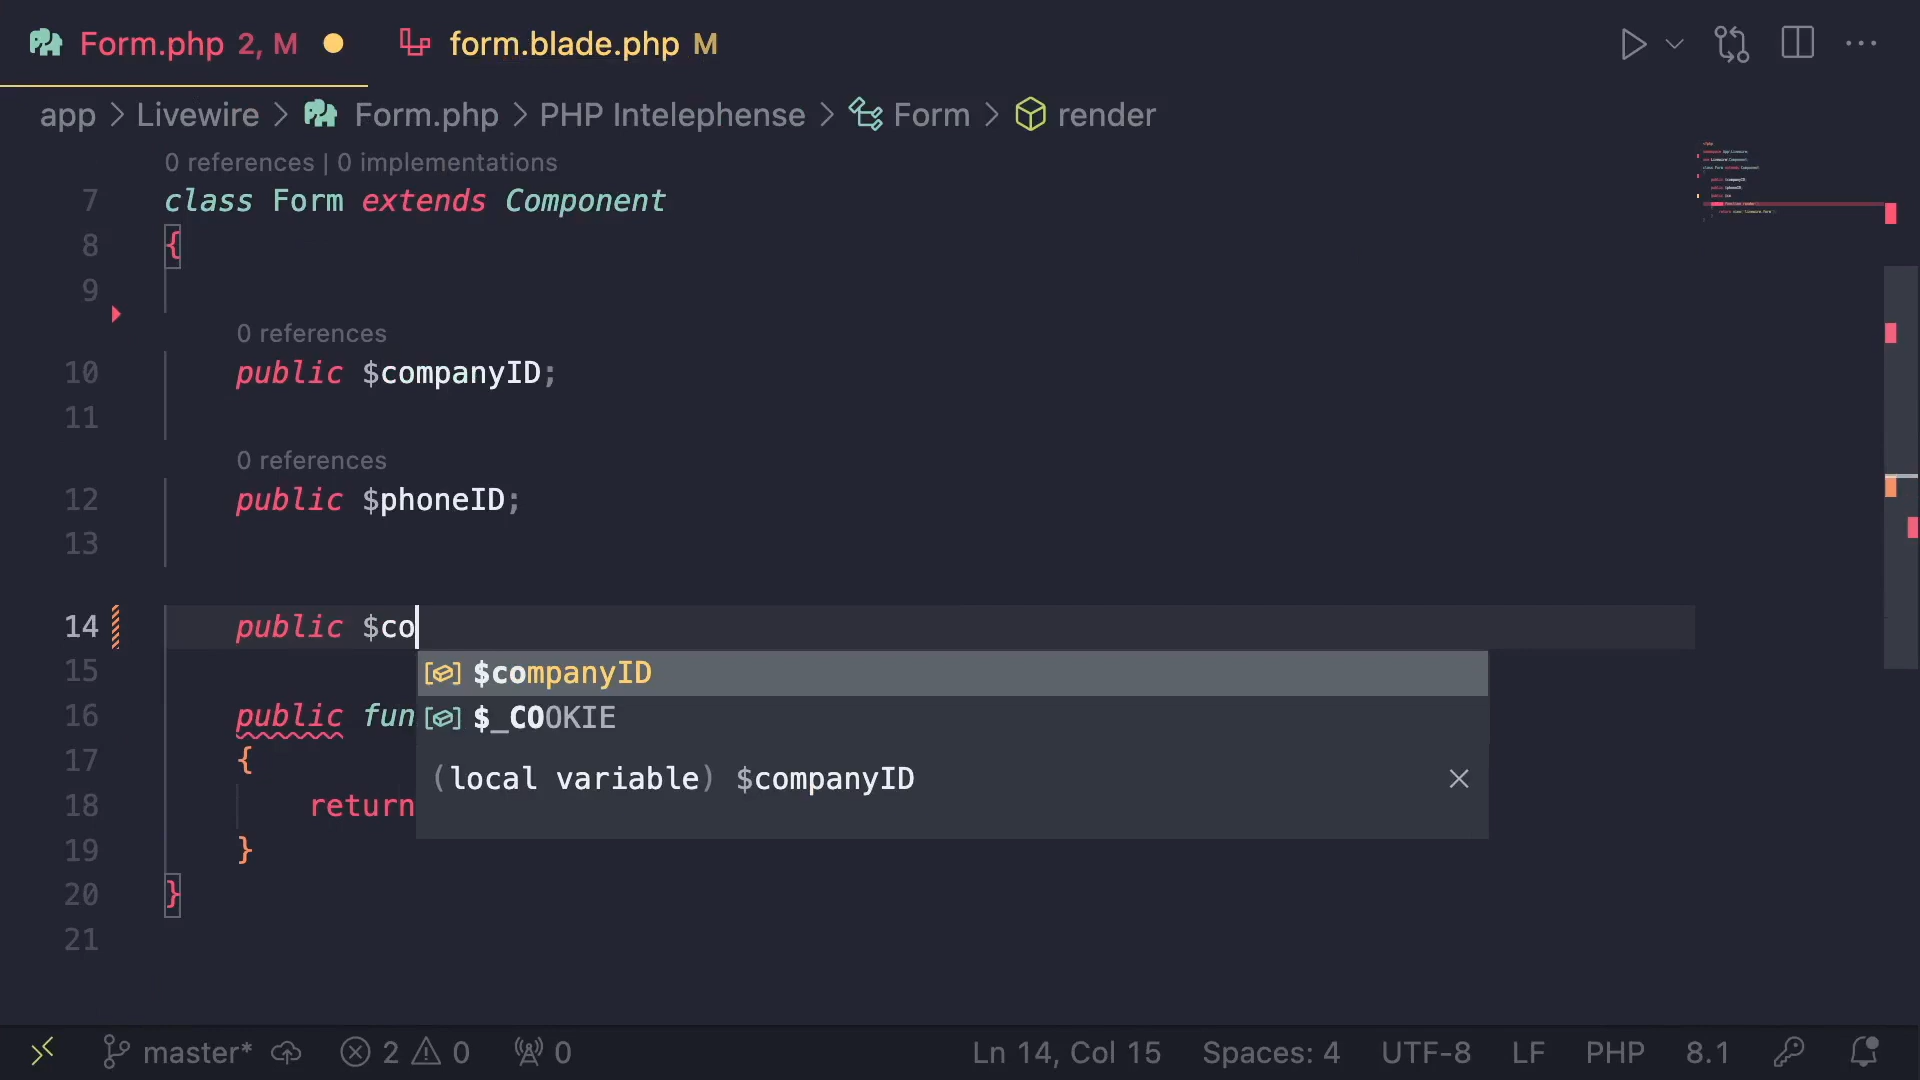 Form.php 2, M form.blade.php M
app > Livewire > Form.php > PHP Intelephense > Form > render
0 references | 0 implementations
7 class Form extends Component
8 {
9
0 references
10 public $companyID;
11
0 references
12 public $phoneID;
13
14 public $co
$companyID
15
16 public fun
$_COOKIE
17 {
(local variable) $companyID
18 return
19 }
20 }
21
master* 2 0 0 Ln 14, Col 15 Spaces: 4 UTF-8 LF PHP 8.1